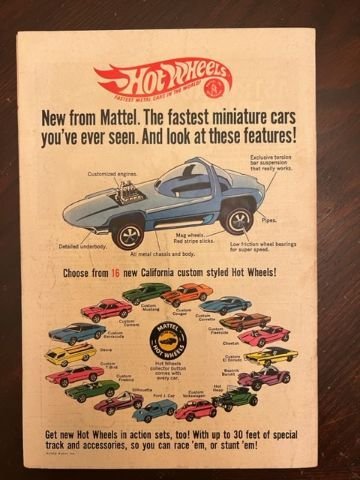 Hot Wheels
FASTEST METAL CARS IN THE WORLD!
New from Mattel. The fastest miniature cars
you've ever seen. And look at these features!
Exclusive torsion
bar suspension
that really works.
Customized engines.
Pipes.
Mag wheels.
Red stripe slicks.
Detailed underbody.
Low friction wheel bearings
for super speed.
All metal chassis and body.
Choose from 16 new California custom styled Hot Wheels!
Custom
Mustang
Custom
Cougar
Custom
Corvette
Custom
Camaro
Custom
Fleetside
Custom
Barracuda
Cheetah
Deora
Custom
El Dorado
Custom
T-Bird
Beatnik
Bandit
Custom
Firebird
Hot
Heap
Silhouette
Ford J. Car
Custom
Volkswagen
MATTEL
HOT WHEELS
Hot Wheels
collector button
comes with
every car.
Get new Hot Wheels in action sets, too! With up to 30 feet of special
track and accessories, so you can race 'em, or stunt 'em!